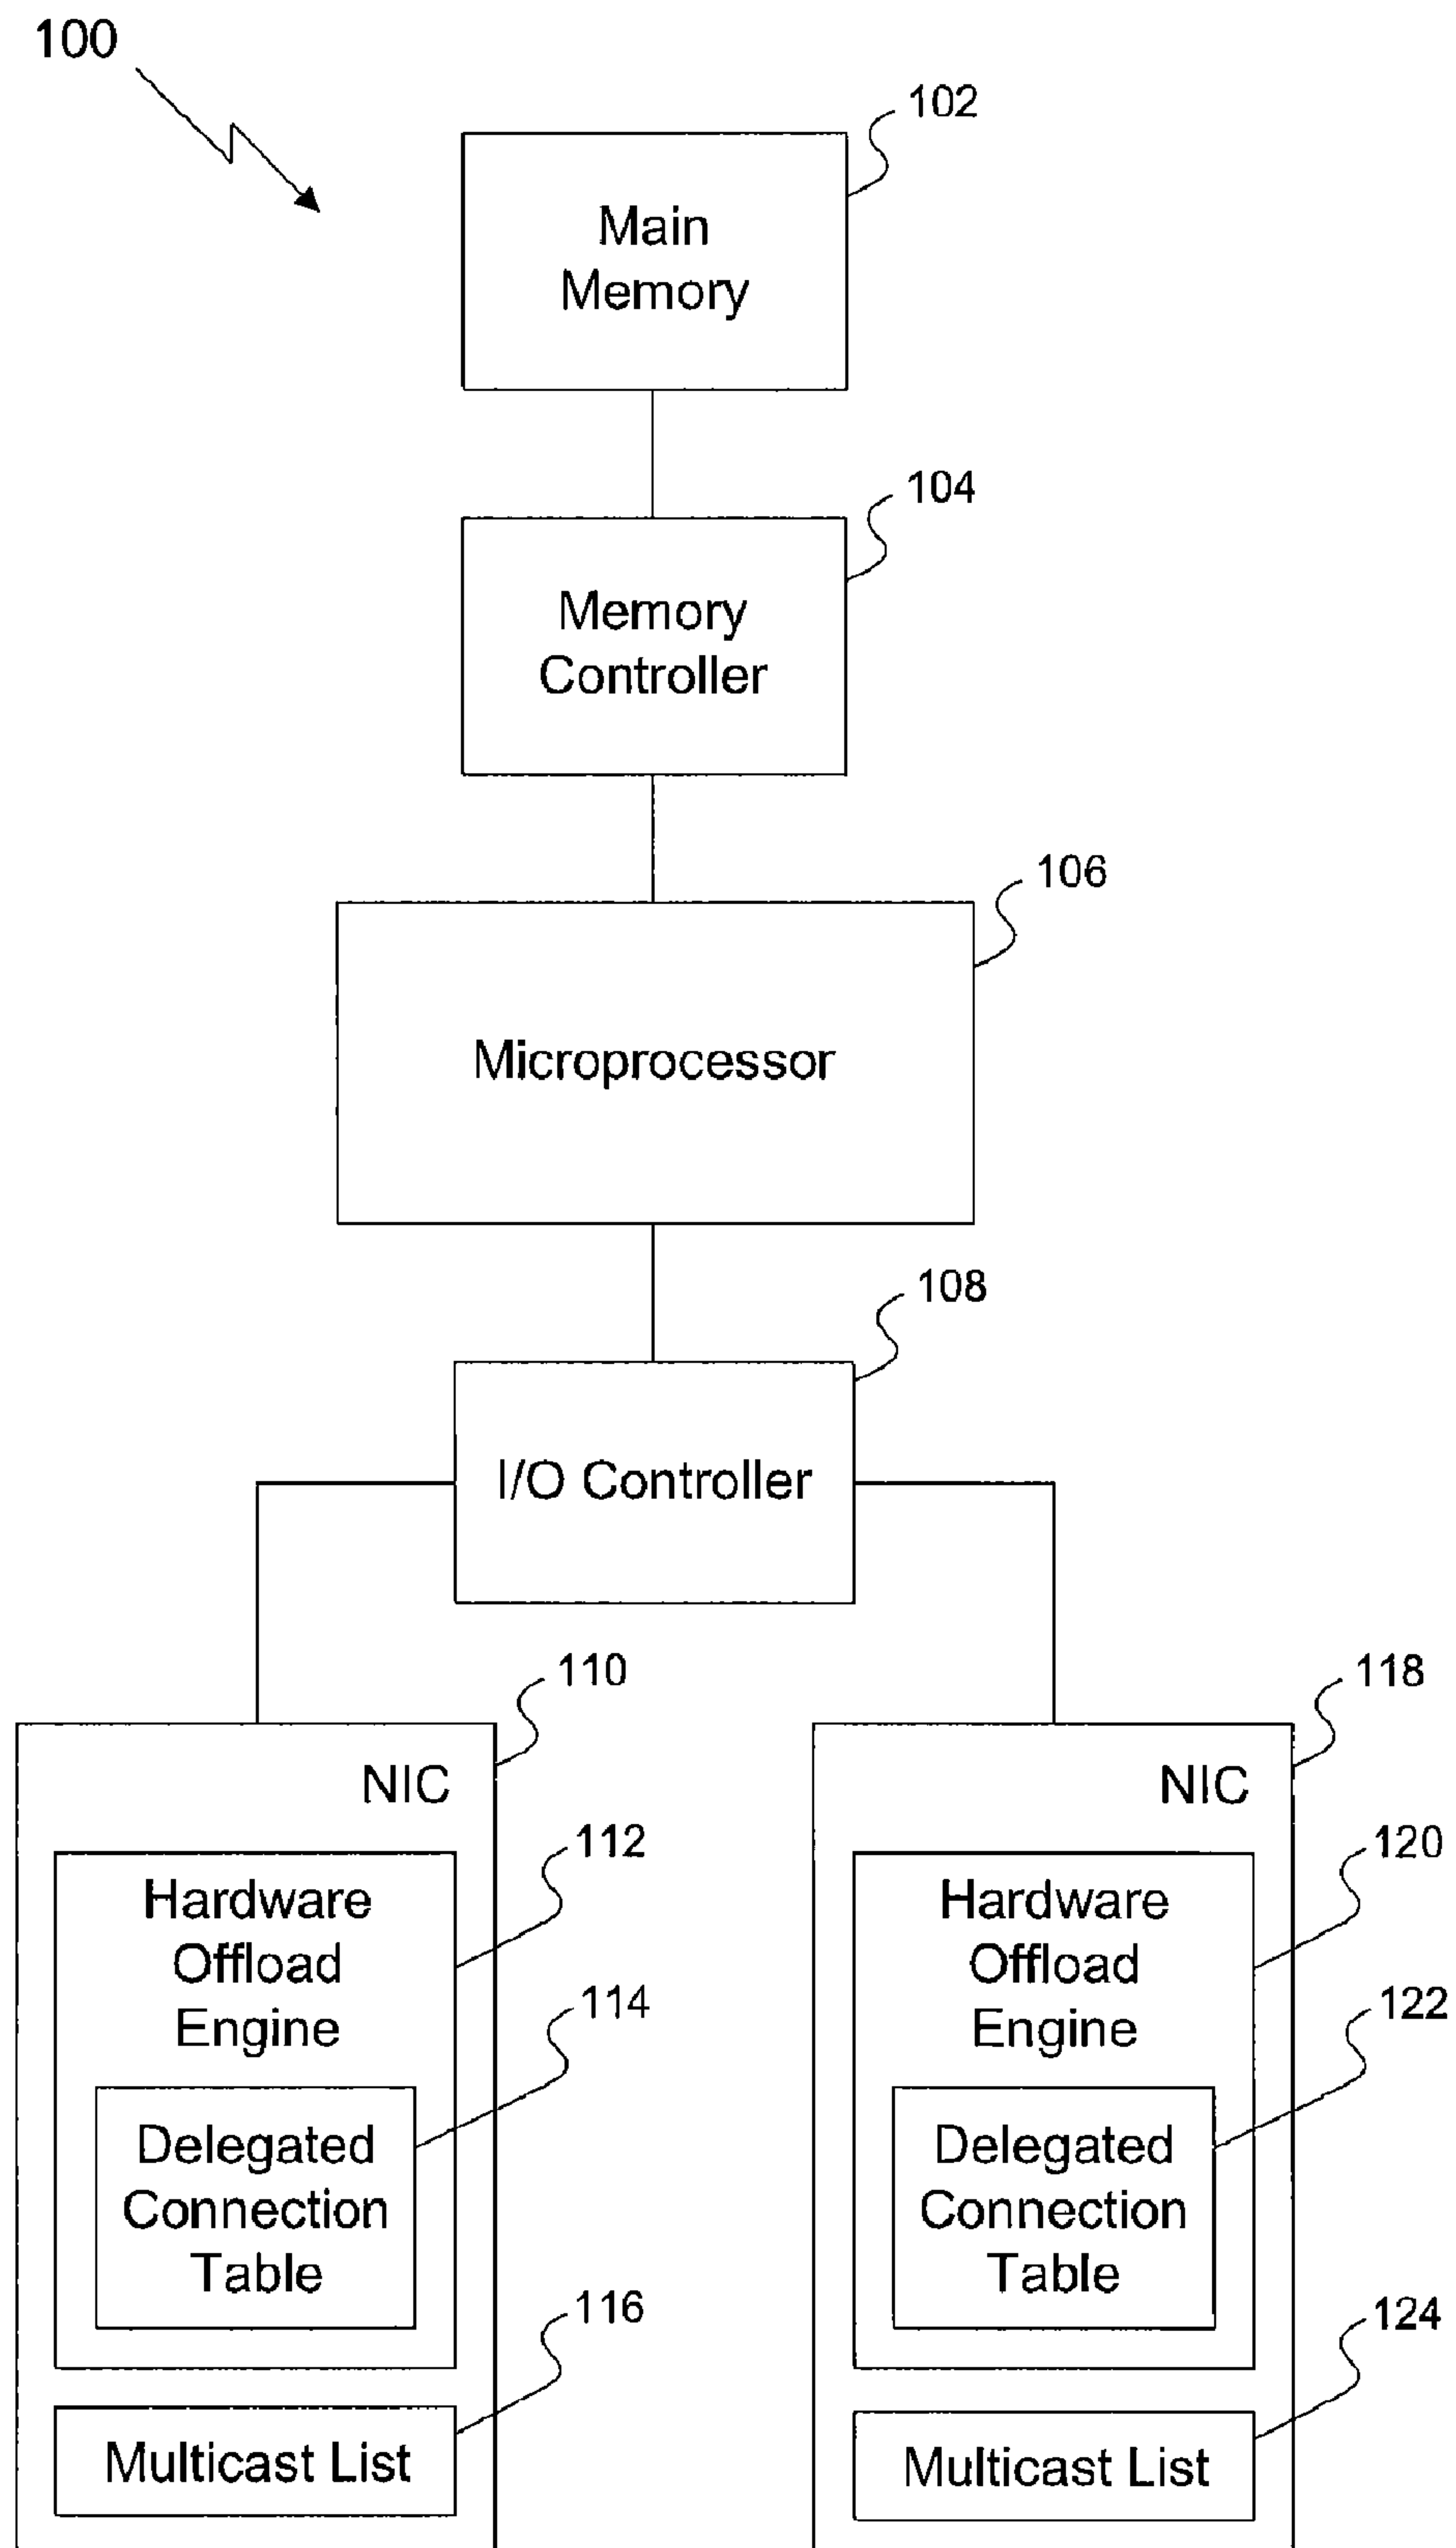 100
102
Main
Memory
104
Memory
Controller
106
Microprocessor
108
I/O Controller
110
NIC
112
Hardware
Offload
Engine
114
Delegated
Connection
Table
116
Multicast List
118
NIC
120
Hardware
Offload
Engine
122
Delegated
Connection
Table
124
Multicast List